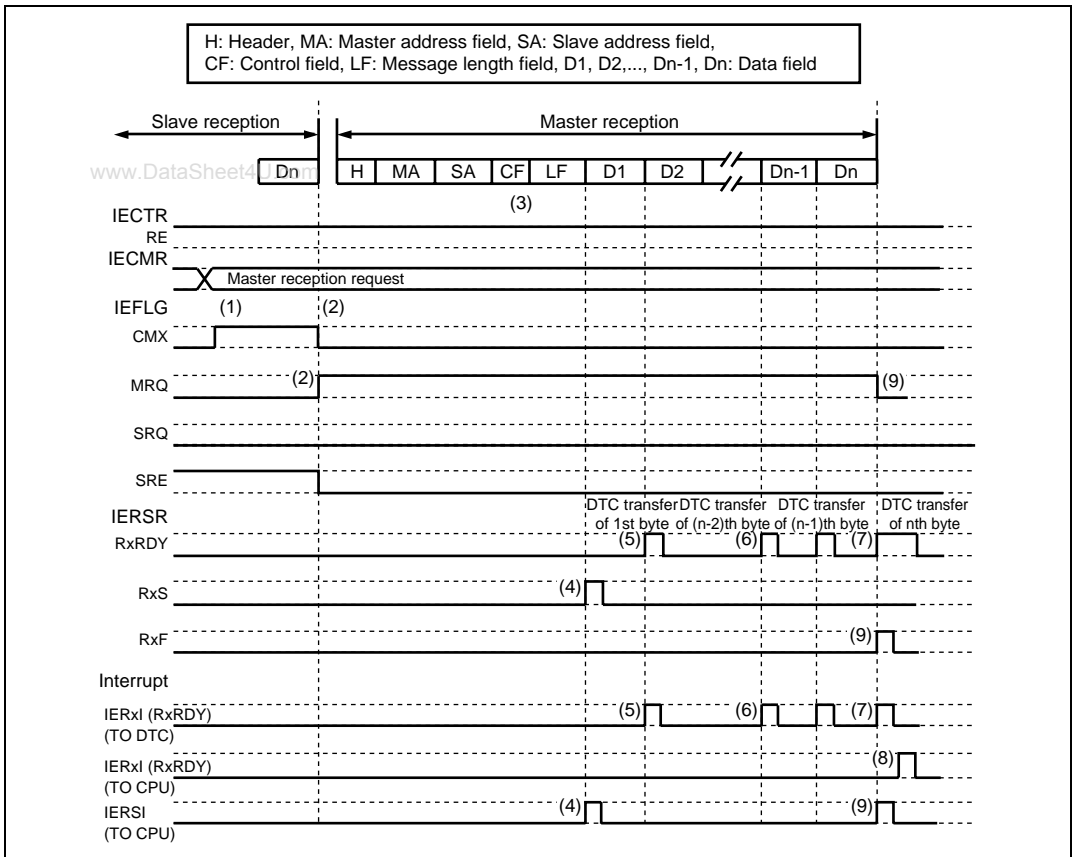 H: Header, MA: Master address field, SA: Slave address field,
CF: Control field, LF: Message length field, D1, D2,..., Dn-1, Dn: Data field
Slave reception
Master reception
www.DataSheet4U.com
Dn H MA SA CF LF D1 D2 Dn-1 Dn
(3)
IECTR
RE
IECMR
Master reception request
IEFLG (1) (2)
CMX
MRQ (2) (9)
SRQ
SRE
DTC transfer DTC transfer DTC transfer DTC transfer
IERSR of 1st byte of (n-2)th byte of (n-1)th byte of nth byte
RxRDY (5) (6) (7)
RxS (4)
RxF (9)
Interrupt
IERxI (RxRDY) (5) (6) (7)
(TO DTC)
IERxI (RxRDY) (8)
(TO CPU)
IERSI (4) (9)
(TO CPU)